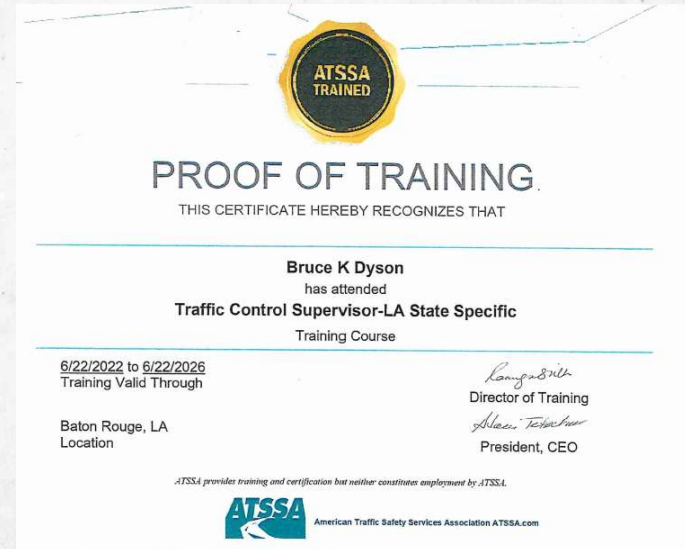 ATSSA
TRAINED
PROOF OF TRAINING
THIS CERTIFICATE HEREBY RECOGNIZES THAT
Bruce K Dyson
has attended
Traffic Control Supervisor-LA State Specific
Training Course
6/22/2022 to 6/22/2026
Training Valid Through
Director of Training
Baton Rouge, LA
Location
President, CEO
ATSSA provides training and certification but neither constitutes employment by ATSSA.
ATSSA
American Traffic Safety Services Association ATSSA.com